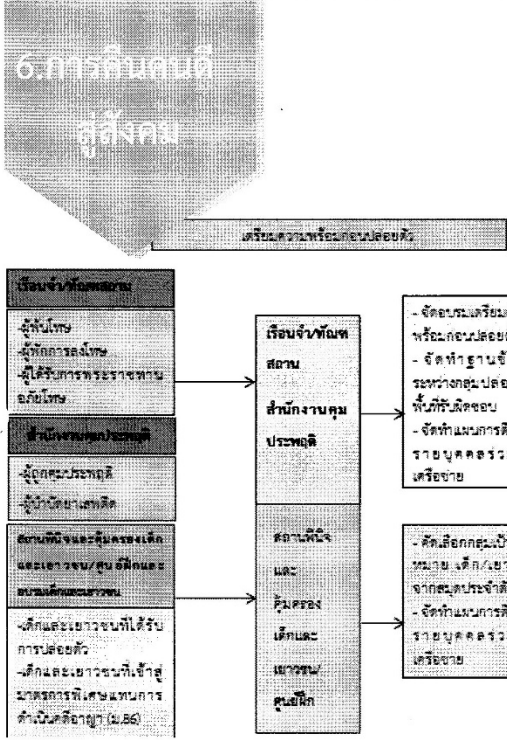 6.การคืนคนดี
สู่สังคม
เตรียมความพร้อมก่อนปล่อยตัว
เรือนจำ/ทัณฑสถาน
-ผู้พ้นโทษ
-ผู้พักการลงโทษ
-ผู้ได้รับการพระราชทาน
อภัยโทษ
สำนักงานคุมประพฤติ
-ผู้ถูกคุมประพฤติ
-ผู้บำบัดยาเสพติด
สถานพินิจและคุ้มครองเด็ก
และเยาวชน/ศูนย์ฝึกและ
อบรมเด็กและเยาวชน
-เด็กและเยาวชนที่ได้รับ
การปล่อยตัว
-เด็กและเยาวชนที่เข้าสู่
มาตรการพิเศษแทนการ
ดำเนินคดีอาญา (ม.86)
เรือนจำ/ทัณฑ
สถาน
สำนักงานคุม
ประพฤติ
สถานพินิจ
และ
คุ้มครอง
เด็กและ
เยาวชน/
ศูนย์ฝึก
- จัดอบรมเตรียม
พร้อมก่อนปล่อย
- จัดทำฐานข้
ระหว่างกลุ่มปล่อย
พื้นที่รับผิดชอบ
- จัดทำแผนการติ
รายบุคคลร่ว
เครือข่าย
- คัดเลือกกลุ่มเป้า
หมาย เด็ก/เย
จากสมุดประจำตั
- จัดทำแผนการติ
รายบุคคลร่ว
เครือข่าย